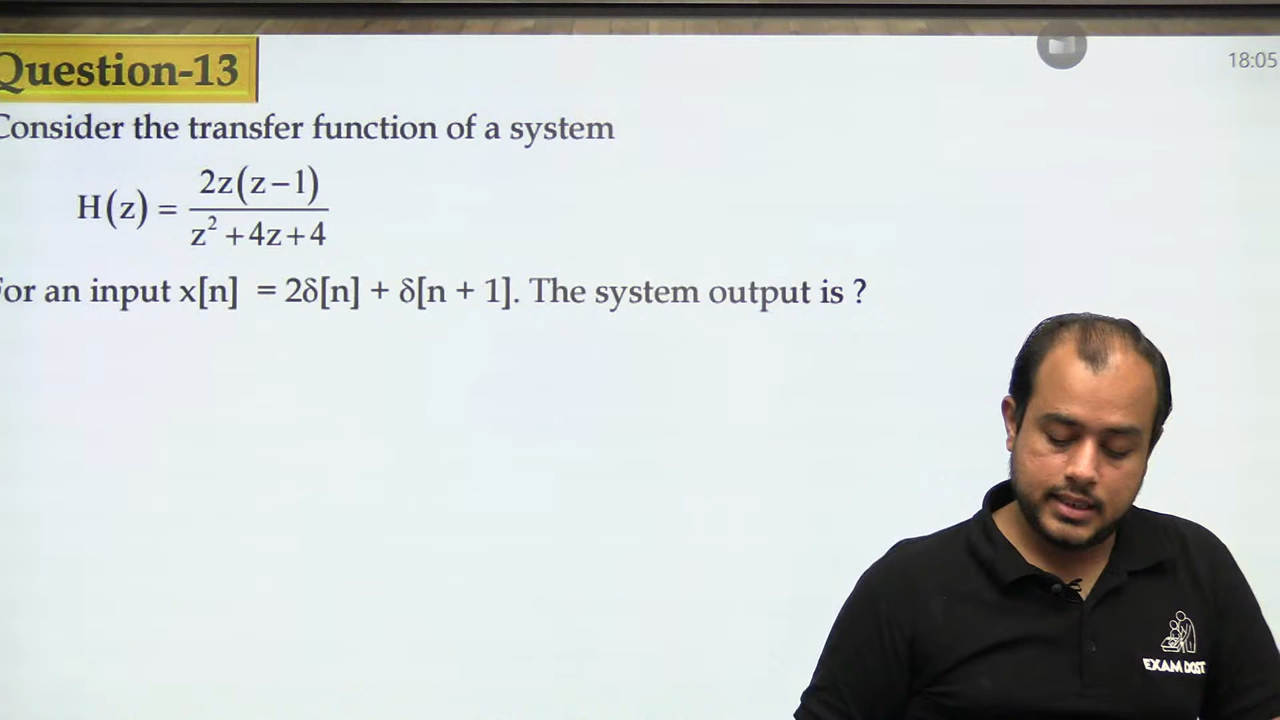 Question-13
18:05
Consider the transfer function of a system
H(z) = 2z(z−1) / z² +4z+4
For an input x[n] = 2δ[n] + δ[n + 1]. The system output is ?
EXAM DOST